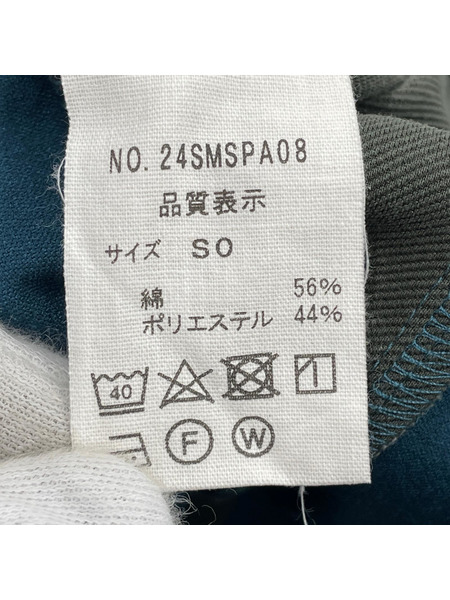 NO. 24SMSPA08
品質表示
サイズ SO
綿 56%
ポリエステル 44%
40
F W